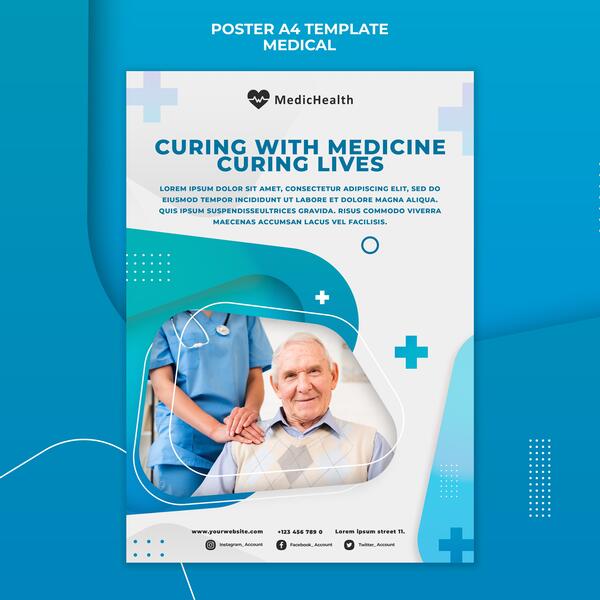 POSTER A4 TEMPLATE
MEDICAL
MedicHealth
CURING WITH MEDICINE
CURING LIVES
LOREM IPSUM DOLOR SIT AMET, CONSECTETUR ADIPISCING ELIT, SED DO
EIUSMOD TEMPOR INCIDIDUNT UT LABORE ET DOLORE MAGNA ALIQUA.
QUIS IPSUM SUSPENDISSEULTRICES GRAVIDA. RISUS COMMODO VIVERRA
MAECENAS ACCUMSAN LACUS VEL FACILISIS.
www.yourwebsite.com +123 456 789 0 Lorem ipsum street 11.
Instagram_Account Facebook_Account Twitter_Account